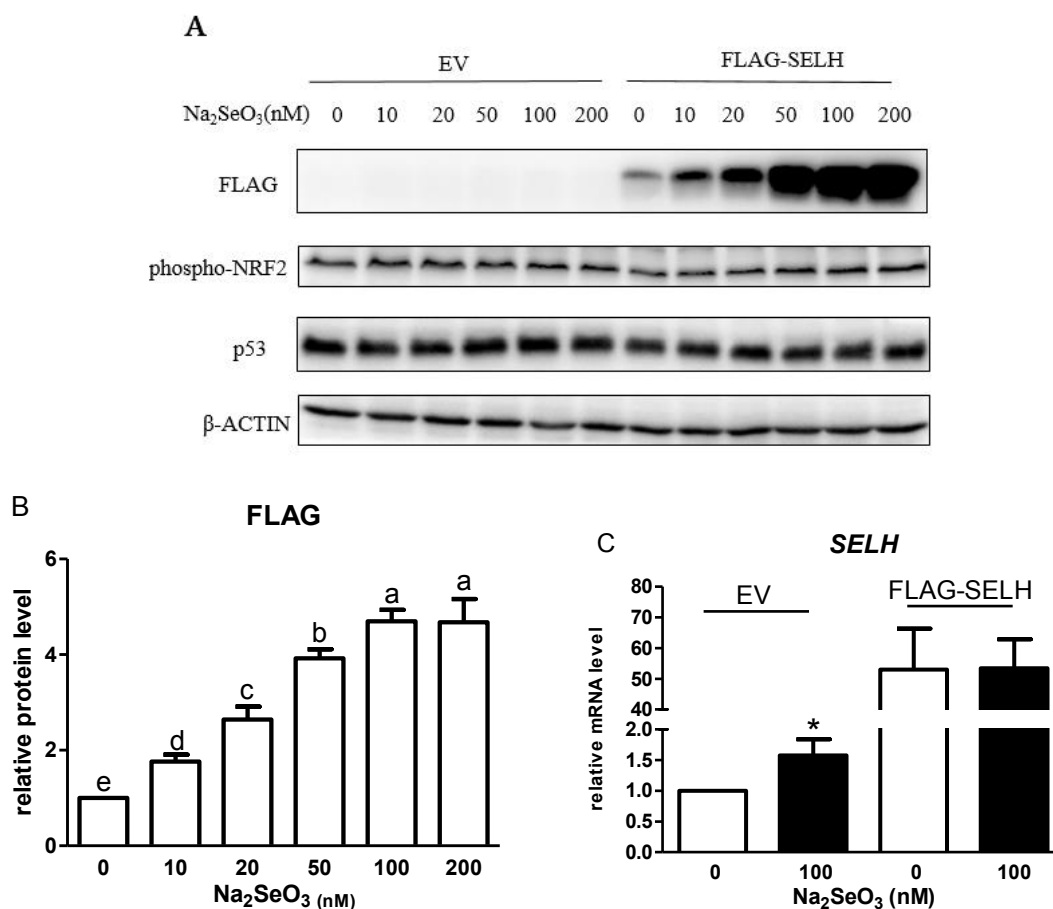 A
EV FLAG-SELH
Na₂SeO₃(nM) 0 10 20 50 100 200 0 10 20 50 100 200
FLAG
phospho-NRF2
p53
β-ACTIN
B
FLAG
relative protein level
6
4
2
0
e d c b a a
0 10 20 50 100 200
Na₂SeO₃ (nM)
C
SELH
relative mRNA level
80
70
60
50
40
2.0
1.5
1.0
0.5
0.0
EV FLAG-SELH
*
0 100 0 100
Na₂SeO₃ (nM)